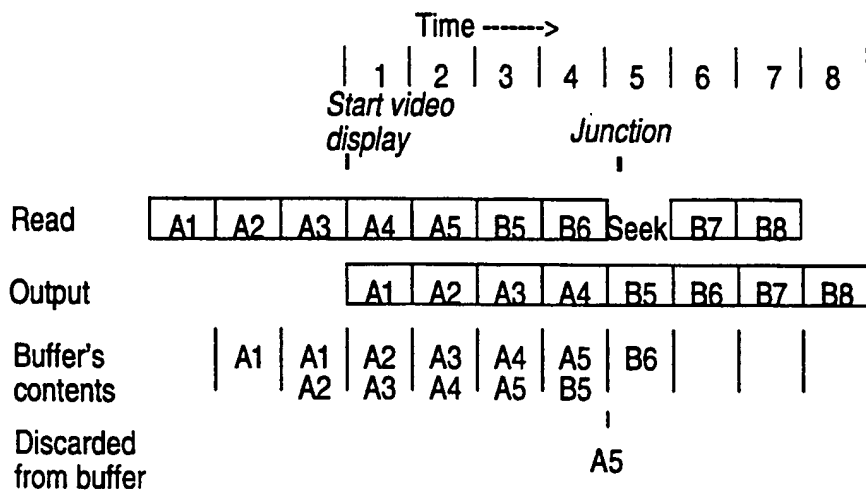 Time ------->
1 2 3 4 5 6 7 8
Start video
display
Junction
Read A1 A2 A3 A4 A5 B5 B6 Seek B7 B8
Output A1 A2 A3 A4 B5 B6 B7 B8
Buffer's
contents
A1 A1 A2 A3 A4 A5 B6
A2 A3 A4 A5 B5
Discarded
from buffer
A5